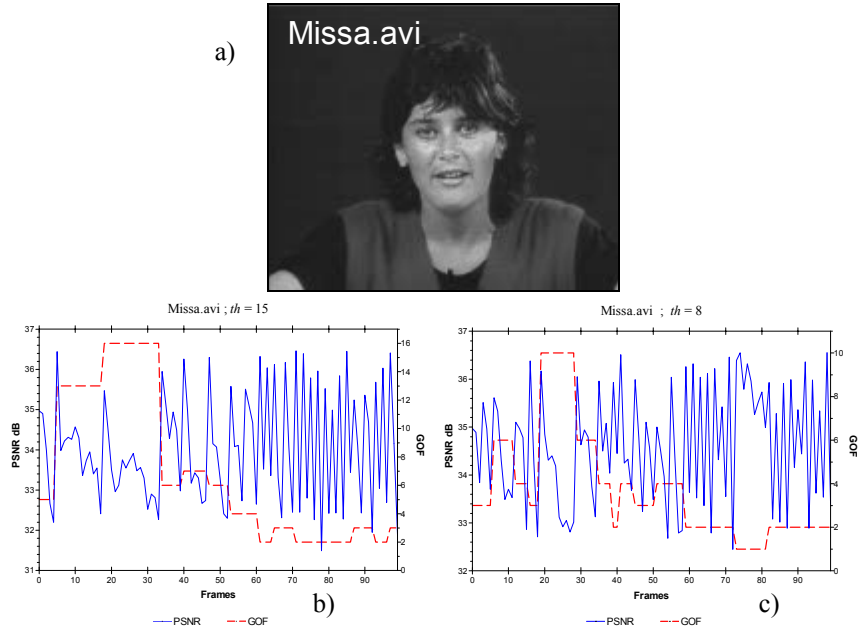 a)
Missa.avi
Missa.avi ; th = 15
37
36
35
34
33
32
31
PSNR dB
16
14
12
10
8
6
4
2
0
GOF
0 10 20 30 40 50 60 70 80 90
Frames
b)
PSNR GOF
Missa.avi ; th = 8
37
36
35
34
33
32
PSNR dB
10
8
6
4
2
0
GOF
0 10 20 30 40 50 60 70 80 90
Frames
c)
PSNR GOF